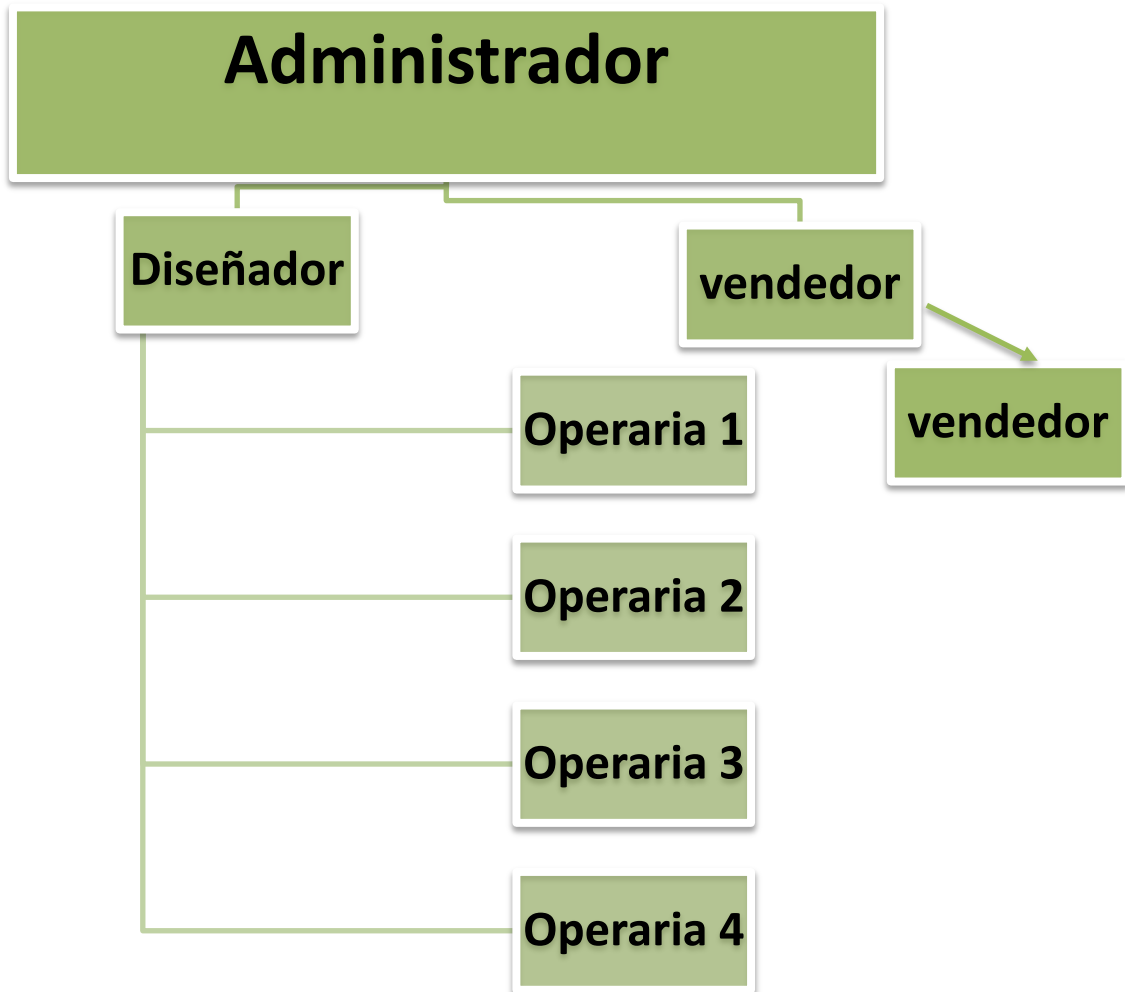 Administrador
Diseñador
vendedor
vendedor
Operaria 1
Operaria 2
Operaria 3
Operaria 4